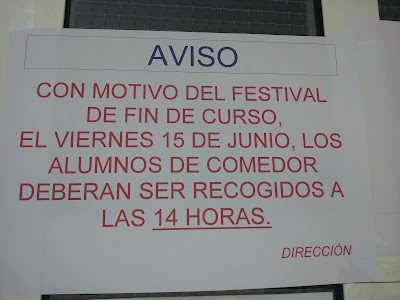 AVISO
CON MOTIVO DEL FESTIVAL
DE FIN DE CURSO,
EL VIERNES 15 DE JUNIO, LOS
ALUMNOS DE COMEDOR
DEBERAN SER RECOGIDOS A
LAS 14 HORAS.
DIRECCIÓN